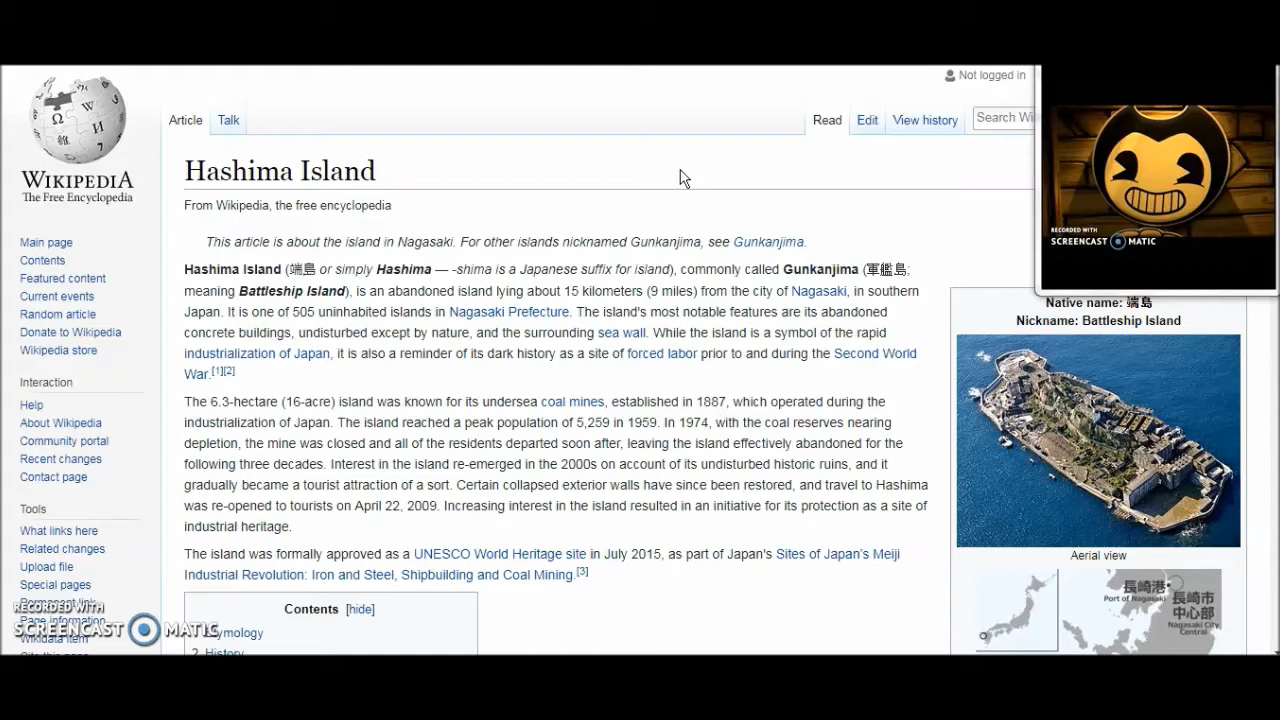 Not logged in
Article Talk
Read Edit View history
WIKIPEDIA
The Free Encyclopedia
Hashima Island
From Wikipedia, the free encyclopedia
This article is about the island in Nagasaki. For other islands nicknamed Gunkanjima, see Gunkanjima.
Hashima Island (端島 or simply Hashima — -shima is a Japanese suffix for island), commonly called Gunkanjima (軍艦島;
meaning Battleship Island), is an abandoned island lying about 15 kilometers (9 miles) from the city of Nagasaki, in southern
Japan. It is one of 505 uninhabited islands in Nagasaki Prefecture. The island's most notable features are its abandoned
concrete buildings, undisturbed except by nature, and the surrounding sea wall. While the island is a symbol of the rapid
industrialization of Japan, it is also a reminder of its dark history as a site of forced labor prior to and during the Second World
War.[1][2]
The 6.3-hectare (16-acre) island was known for its undersea coal mines, established in 1887, which operated during the
industrialization of Japan. The island reached a peak population of 5,259 in 1959. In 1974, with the coal reserves nearing
depletion, the mine was closed and all of the residents departed soon after, leaving the island effectively abandoned for the
following three decades. Interest in the island re-emerged in the 2000s on account of its undisturbed historic ruins, and it
gradually became a tourist attraction of a sort. Certain collapsed exterior walls have since been restored, and travel to Hashima
was re-opened to tourists on April 22, 2009. Increasing interest in the island resulted in an initiative for its protection as a site of
industrial heritage.
The island was formally approved as a UNESCO World Heritage site in July 2015, as part of Japan's Sites of Japan's Meiji
Industrial Revolution: Iron and Steel, Shipbuilding and Coal Mining.[3]
Contents [hide]
2 History
Main page
Contents
Featured content
Current events
Random article
Donate to Wikipedia
Wikipedia store
Interaction
Help
About Wikipedia
Community portal
Recent changes
Contact page
Tools
What links here
Related changes
Upload file
Special pages
Page information
Wikidata item
RECORDED WITH
SCREENCAST MATIC
RECORDED WITH
SCREENCAST MATIC
Native name: 端島
Nickname: Battleship Island
Aerial view
長崎港
Port of Nagasaki
長崎市
中心部
Nagasaki City
Central